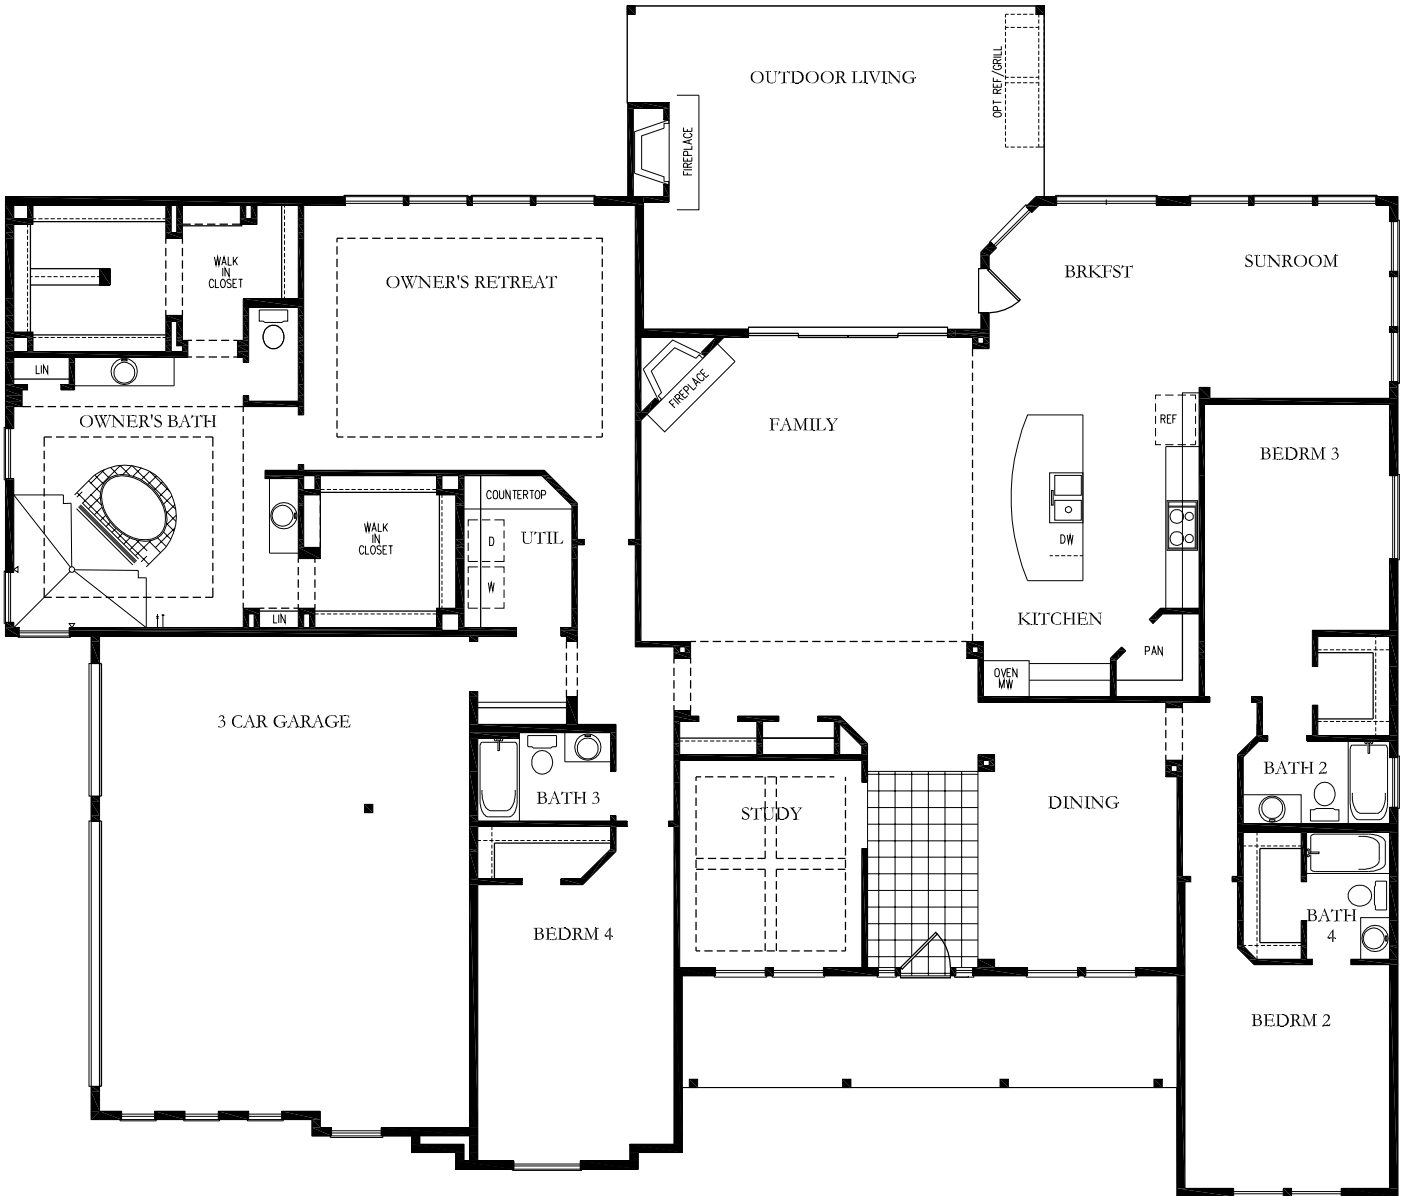 OUTDOOR LIVING
OPT REF/GRILL
FIREPLACE
WALK
IN
CLOSET
OWNER'S RETREAT
BRKFST
SUNROOM
LIN
FIREPLACE
OWNER'S BATH
FAMILY
REF
BEDRM 3
COUNTERTOP
WALK
IN
CLOSET
D
UTIL
DW
W
LIN
KITCHEN
PAN
OVEN
MW
3 CAR GARAGE
BATH 2
BATH 3
STUDY
DINING
BEDRM 4
BATH
4
BEDRM 2